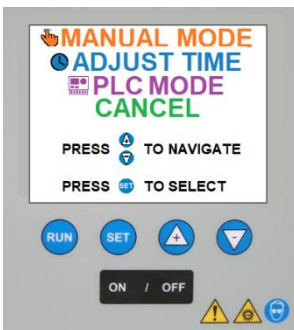 MANUAL MODE
ADJUST TIME
PLC MODE
CANCEL
PRESS TO NAVIGATE
PRESS SET TO SELECT
RUN SET + -
ON / OFF